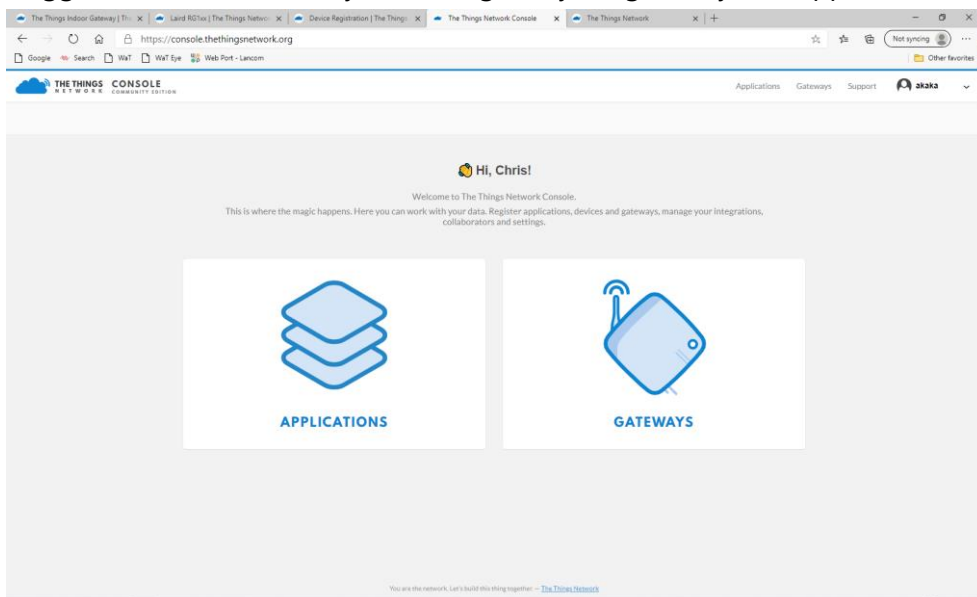 The Things Indoor Gateway | Th
Laird RG1xx | The Things Networ
Device Registration | The Things
The Things Network Console
The Things Network
https://console.thethingsnetwork.org
Not syncing
Google
Search
WaT
WaT Eye
Web Port - Lancom
Other favorites
THE THINGS NETWORK
CONSOLE COMMUNITY EDITION
Applications
Gateways
Support
akaka
Hi, Chris!
Welcome to The Things Network Console.
This is where the magic happens. Here you can work with your data. Register applications, devices and gateways, manage your integrations,
collaborators and settings.
APPLICATIONS
GATEWAYS
You are the network. Let's build this thing together. — The Things Network